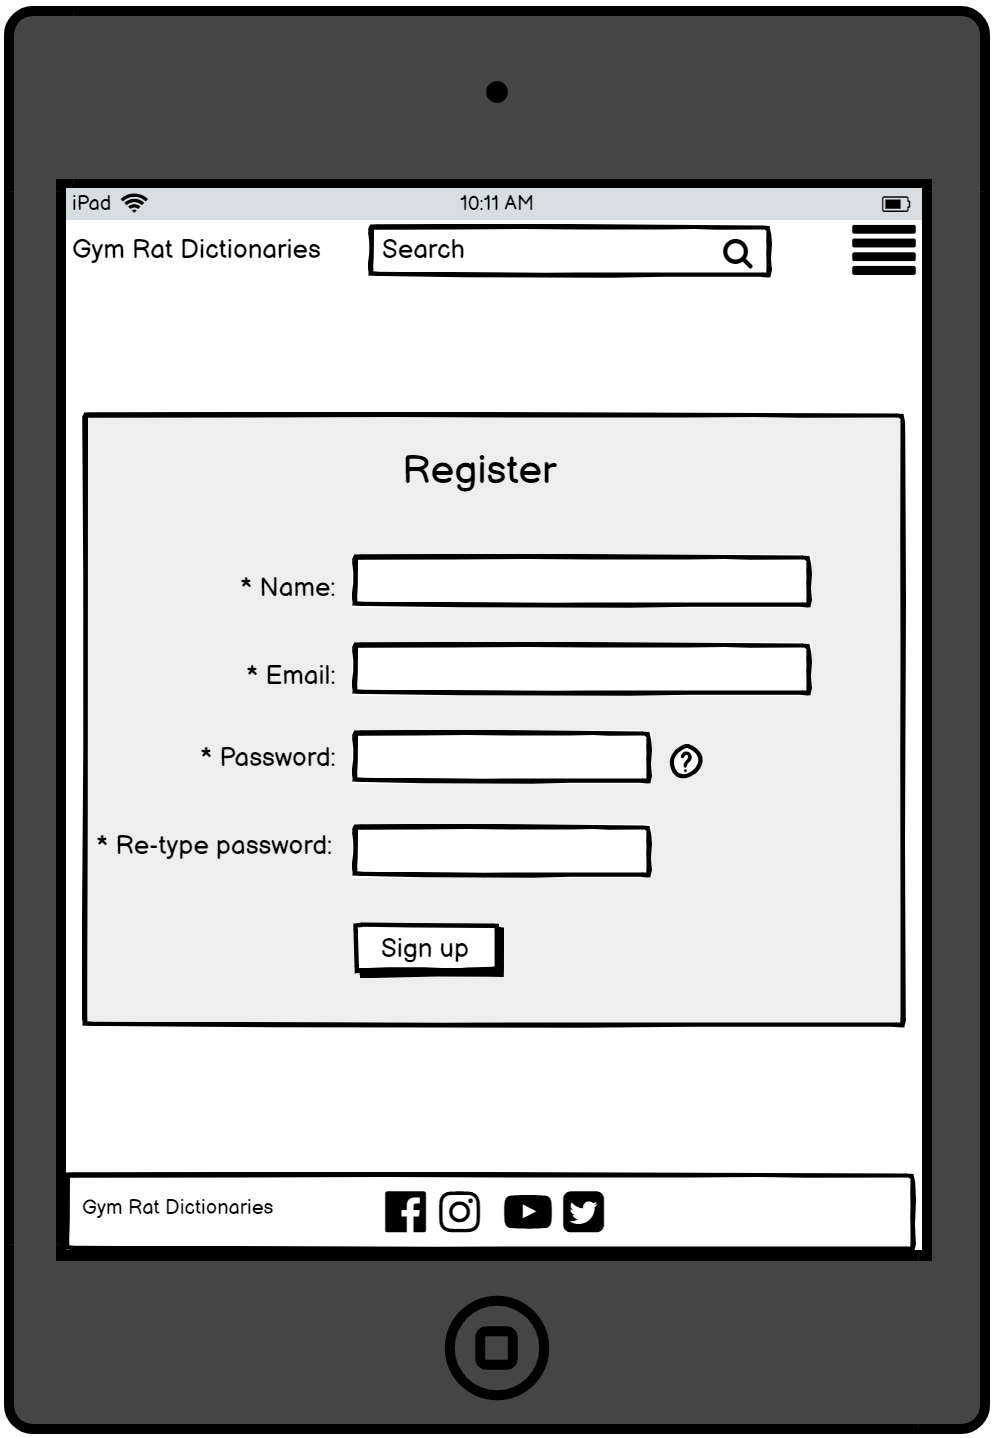 iPad 10:11 AM
Gym Rat Dictionaries Search
Register
* Name:
* Email:
* Password: ?
* Re-type password:
Sign up
Gym Rat Dictionaries